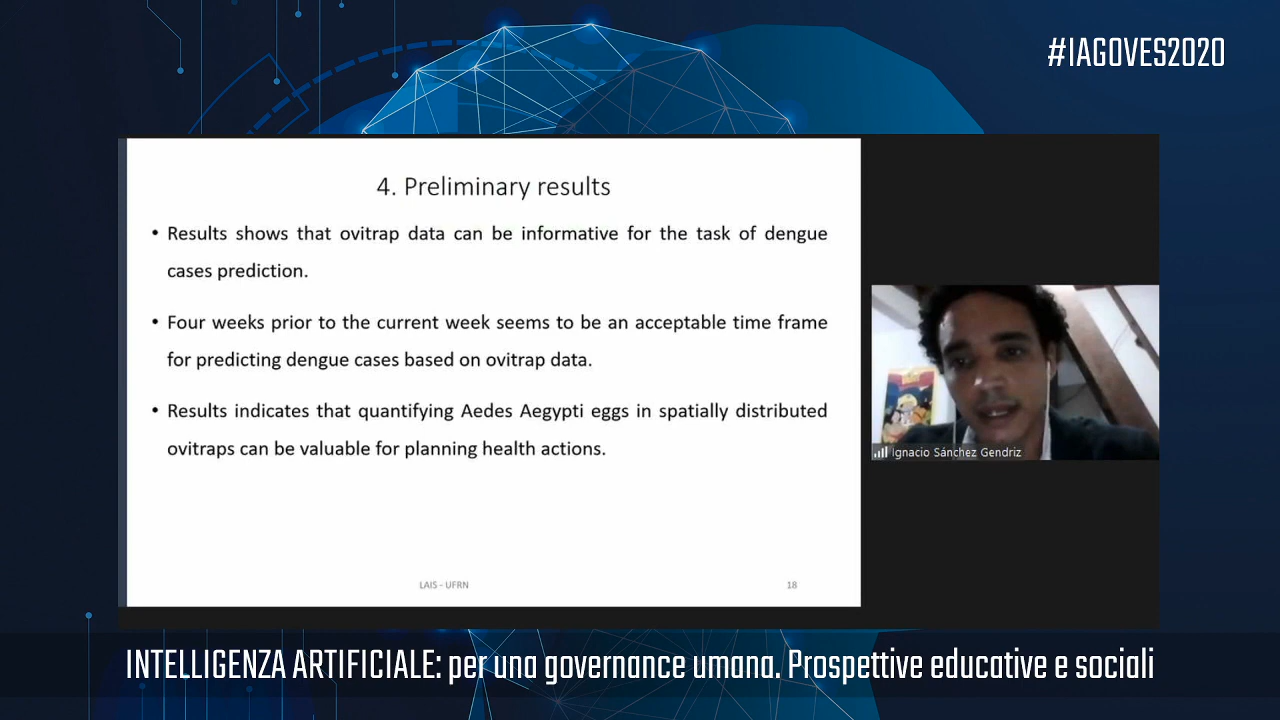 #IAGOVES2020
4. Preliminary results
• Results shows that ovitrap data can be informative for the task of dengue
cases prediction.
• Four weeks prior to the current week seems to be an acceptable time frame
for predicting dengue cases based on ovitrap data.
• Results indicates that quantifying Aedes Aegypti eggs in spatially distributed
ovitraps can be valuable for planning health actions.
LAIS - UFRN
18
Ignacio Sánchez Gendriz
INTELLIGENZA ARTIFICIALE: per una governance umana. Prospettive educative e sociali